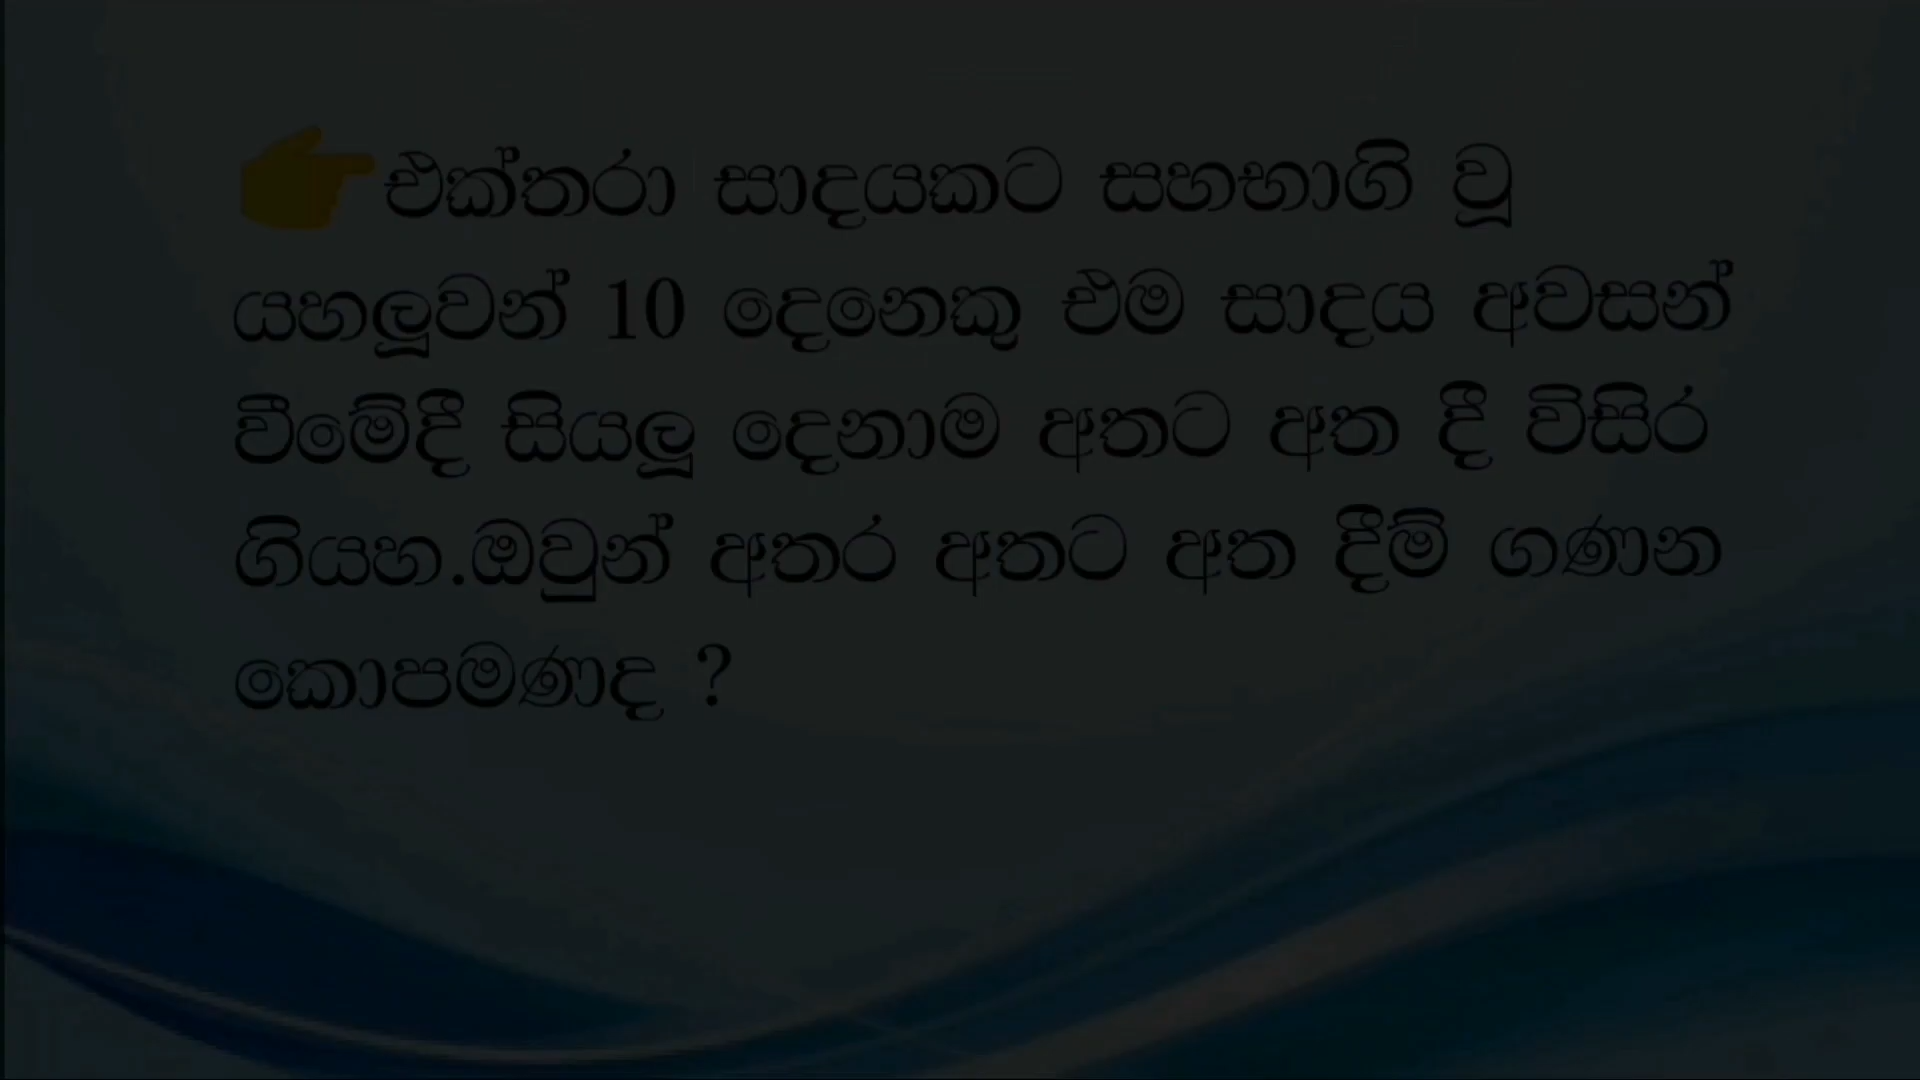 එක්තරා සාදයකට සහභාගි වූ
යහලූවන් 10 දෙනෙකු එම සාදය අවසන්
වීමේදී සියලූ දෙනාම අතට අත දී විසිර
ගියහ.ඔවුන් අතර අතට අත දීම් ගණන
කොපමණද ?